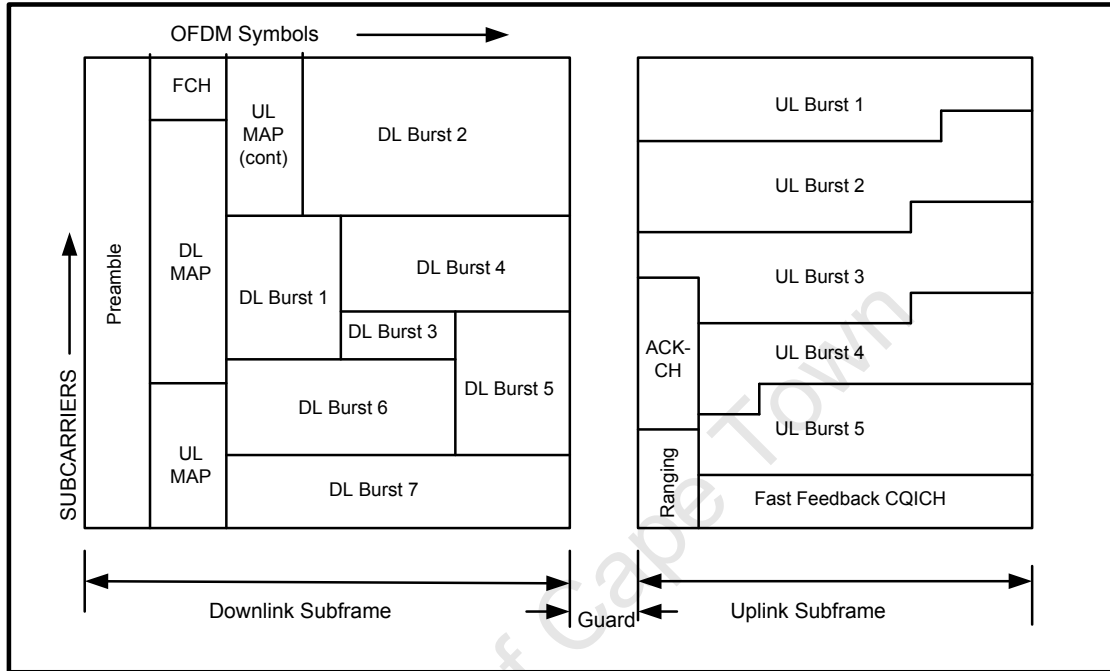 OFDM Symbols
SUBCARRIERS
Preamble
FCH
DL
MAP
UL
MAP
UL
MAP
(cont)
DL Burst 2
DL Burst 1
DL Burst 4
DL Burst 3
DL Burst 5
DL Burst 6
DL Burst 7
UL Burst 1
UL Burst 2
UL Burst 3
ACK-
CH
UL Burst 4
UL Burst 5
Ranging
Fast Feedback CQICH
Downlink Subframe
Guard
Uplink Subframe
of Cape Town